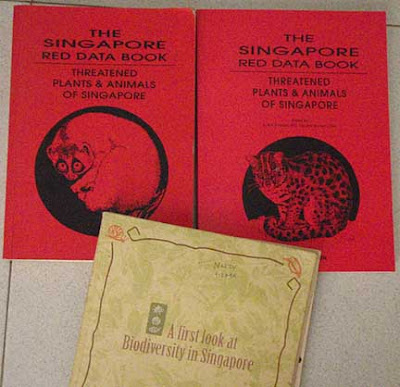 THE
SINGAPORE
RED DATA BOOK
THREATENED
PLANTS & ANIMALS
OF SINGAPORE
THE
SINGAPORE
RED DATA BOOK
THREATENED
PLANTS & ANIMALS
OF SINGAPORE
A first look at
Biodiversity in Singapore